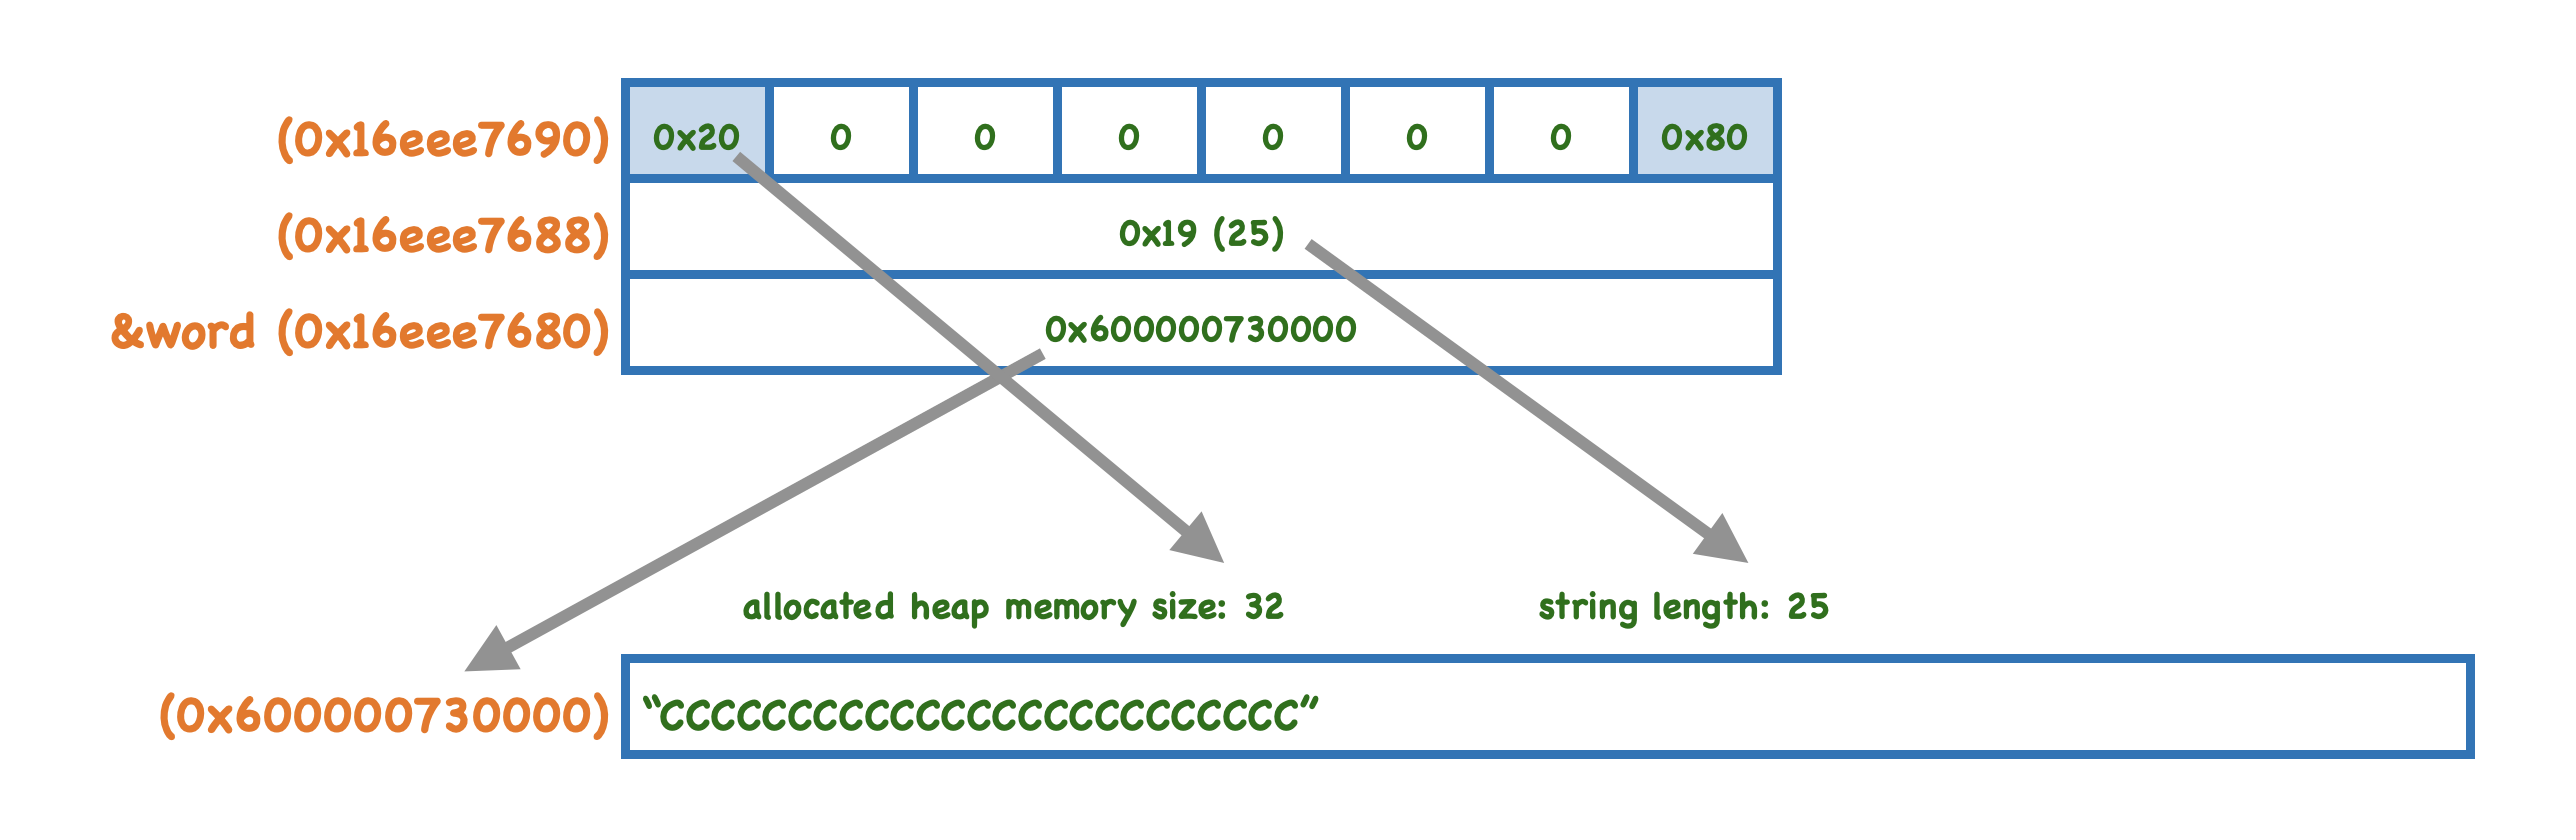 (0x16eee7690) 0x20 0 0 0 0 0 0 0x80
(0x16eee7688) 0x19 (25)
&word (0x16eee7680) 0x600000730000
allocated heap memory size: 32
string length: 25
(0x600000730000) “CCCCCCCCCCCCCCCCCCCCCCCCC”